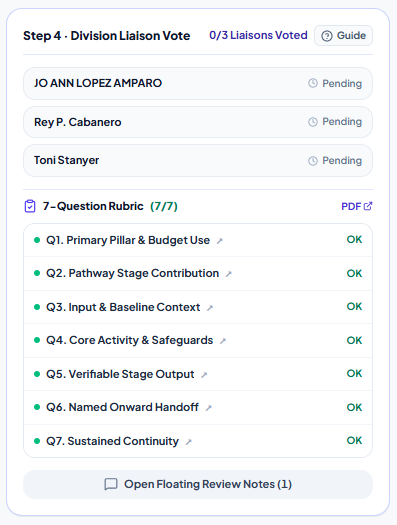 Step 4 · Division Liaison Vote 0/3 Liaisons Voted Guide
JO ANN LOPEZ AMPARO Pending
Rey P. Cabanero Pending
Toni Stanyer Pending
7-Question Rubric (7/7) PDF
Q1. Primary Pillar & Budget Use ↗ OK
Q2. Pathway Stage Contribution ↗ OK
Q3. Input & Baseline Context ↗ OK
Q4. Core Activity & Safeguards ↗ OK
Q5. Verifiable Stage Output ↗ OK
Q6. Named Onward Handoff ↗ OK
Q7. Sustained Continuity ↗ OK
Open Floating Review Notes (1)